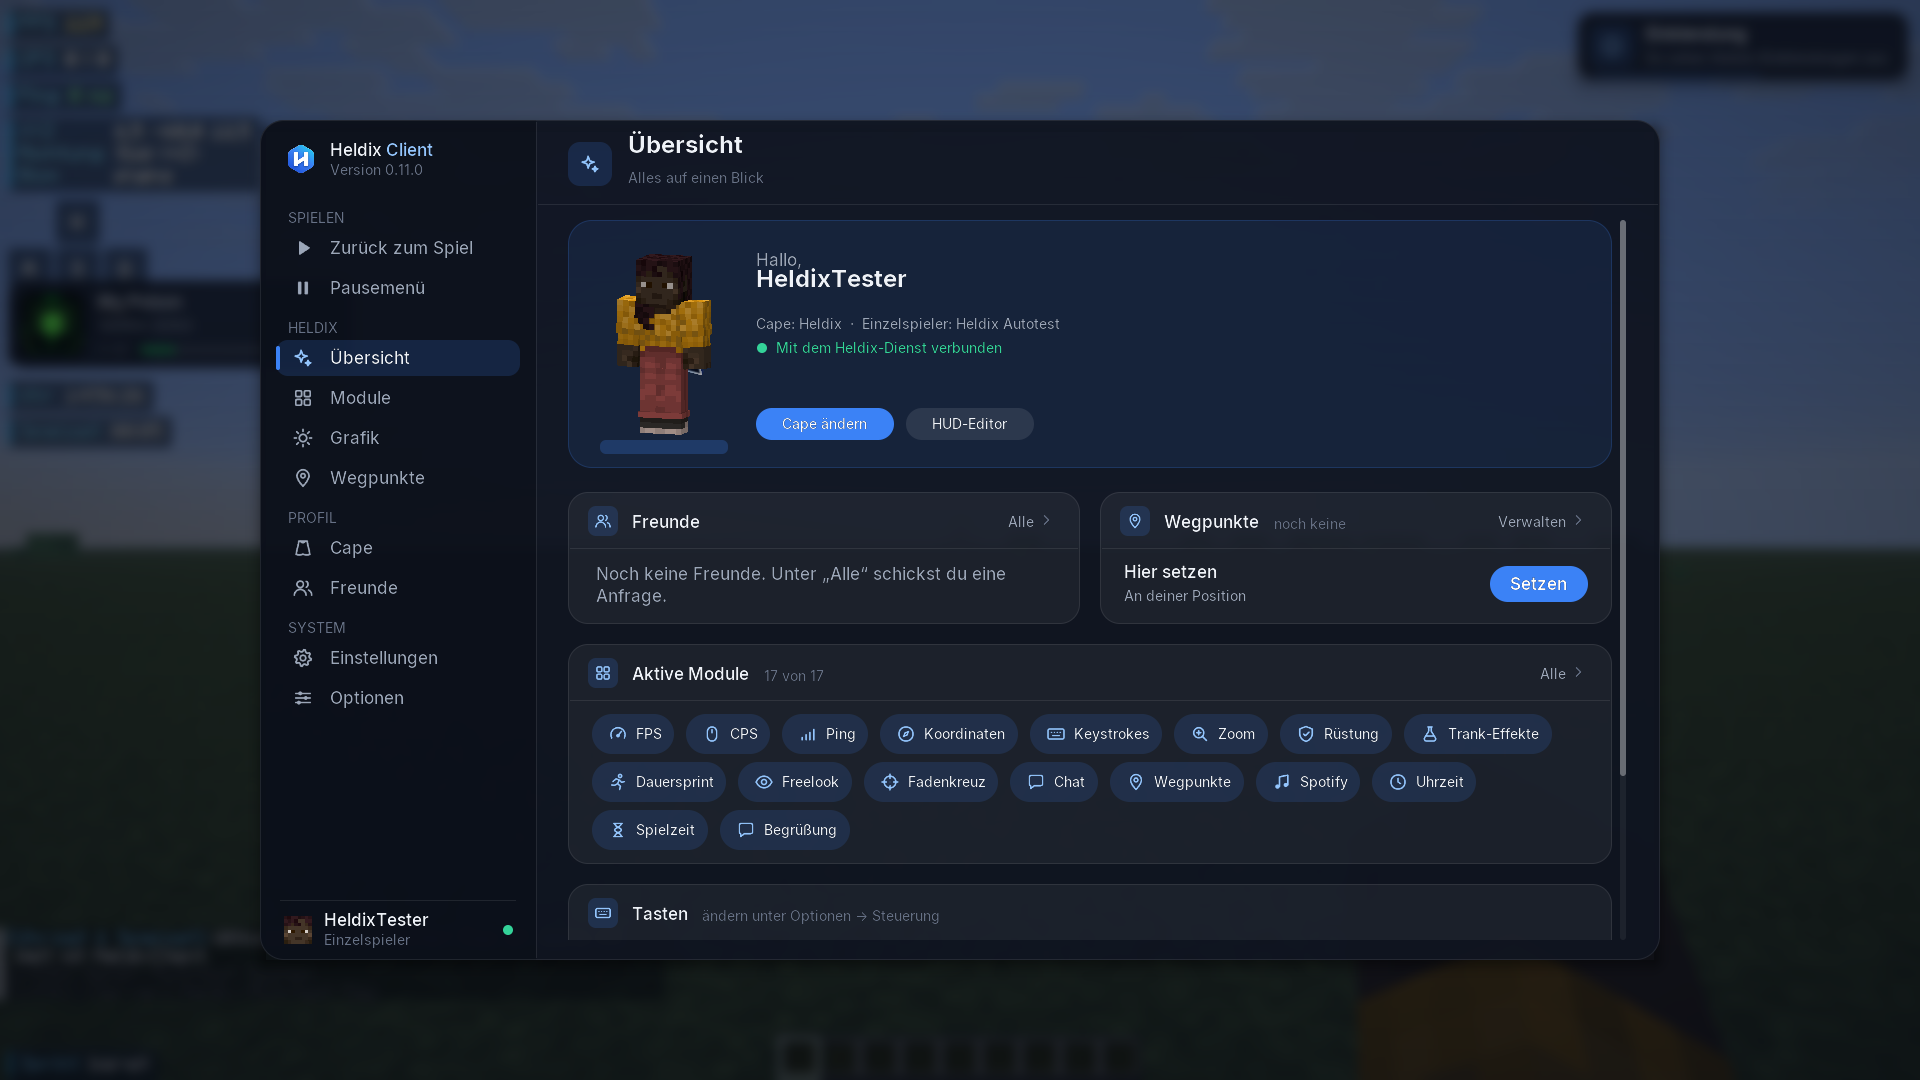 Heldix Client
Version 0.11.0
SPIELEN
Zurück zum Spiel
Pausemenü
HELDIX
Übersicht
Module
Grafik
Wegpunkte
PROFIL
Cape
Freunde
SYSTEM
Einstellungen
Optionen
HeldixTester
Einzelspieler
Übersicht
Alles auf einen Blick
Hallo,
HeldixTester
Cape: Heldix · Einzelspieler: Heldix Autotest
Mit dem Heldix-Dienst verbunden
Cape ändern HUD-Editor
Freunde Alle
Noch keine Freunde. Unter „Alle“ schickst du eine
Anfrage.
Wegpunkte noch keine Verwalten
Hier setzen
An deiner Position
Setzen
Aktive Module 17 von 17 Alle
FPS CPS Ping Koordinaten Keystrokes Zoom Rüstung Trank-Effekte
Dauersprint Freelook Fadenkreuz Chat Wegpunkte Spotify Uhrzeit
Spielzeit Begrüßung
Tasten ändern unter Optionen → Steuerung